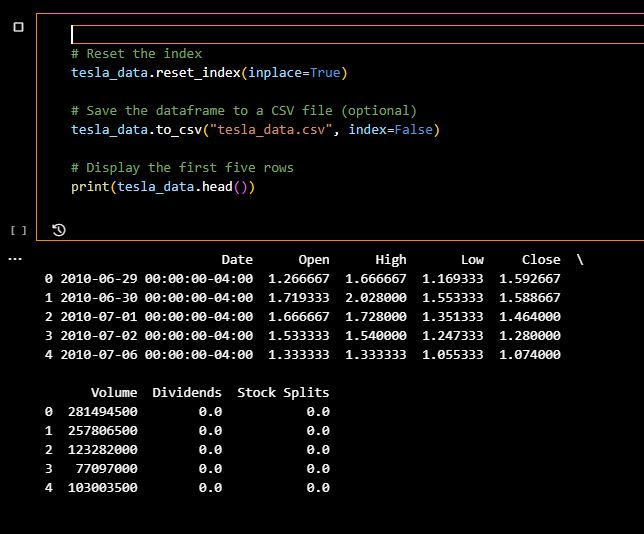 # Reset the index
tesla_data.reset_index(inplace=True)
# Save the dataframe to a CSV file (optional)
tesla_data.to_csv("tesla_data.csv", index=False)
# Display the first five rows
print(tesla_data.head())
[ ]
...
Date Open High Low Close \
0 2010-06-29 00:00:00-04:00 1.266667 1.666667 1.169333 1.592667
1 2010-06-30 00:00:00-04:00 1.719333 2.028000 1.553333 1.588667
2 2010-07-01 00:00:00-04:00 1.666667 1.728000 1.351333 1.464000
3 2010-07-02 00:00:00-04:00 1.533333 1.540000 1.247333 1.280000
4 2010-07-06 00:00:00-04:00 1.333333 1.333333 1.055333 1.074000
Volume Dividends Stock Splits
0 281494500 0.0 0.0
1 257806500 0.0 0.0
2 123282000 0.0 0.0
3 77097000 0.0 0.0
4 103003500 0.0 0.0